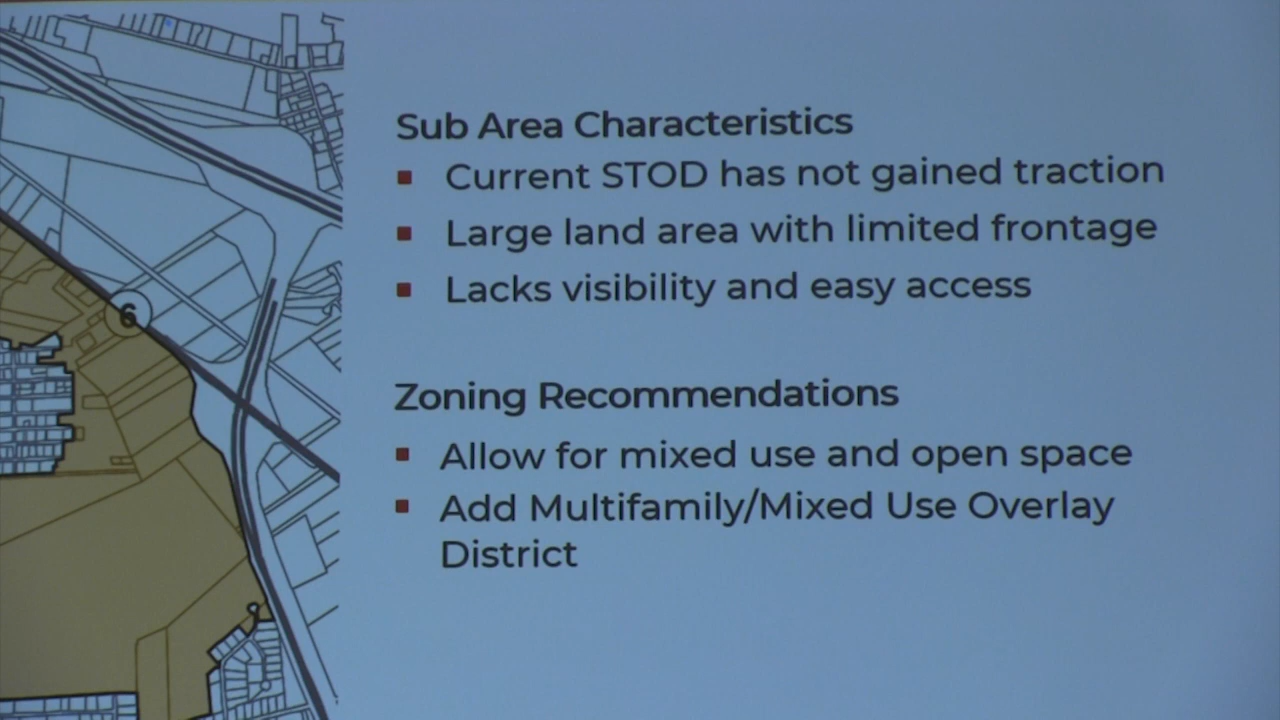 Sub Area Characteristics
Current STOD has not gained traction
Large land area with limited frontage
Lacks visibility and easy access
6
Zoning Recommendations
Allow for mixed use and open space
Add Multifamily/Mixed Use Overlay
District